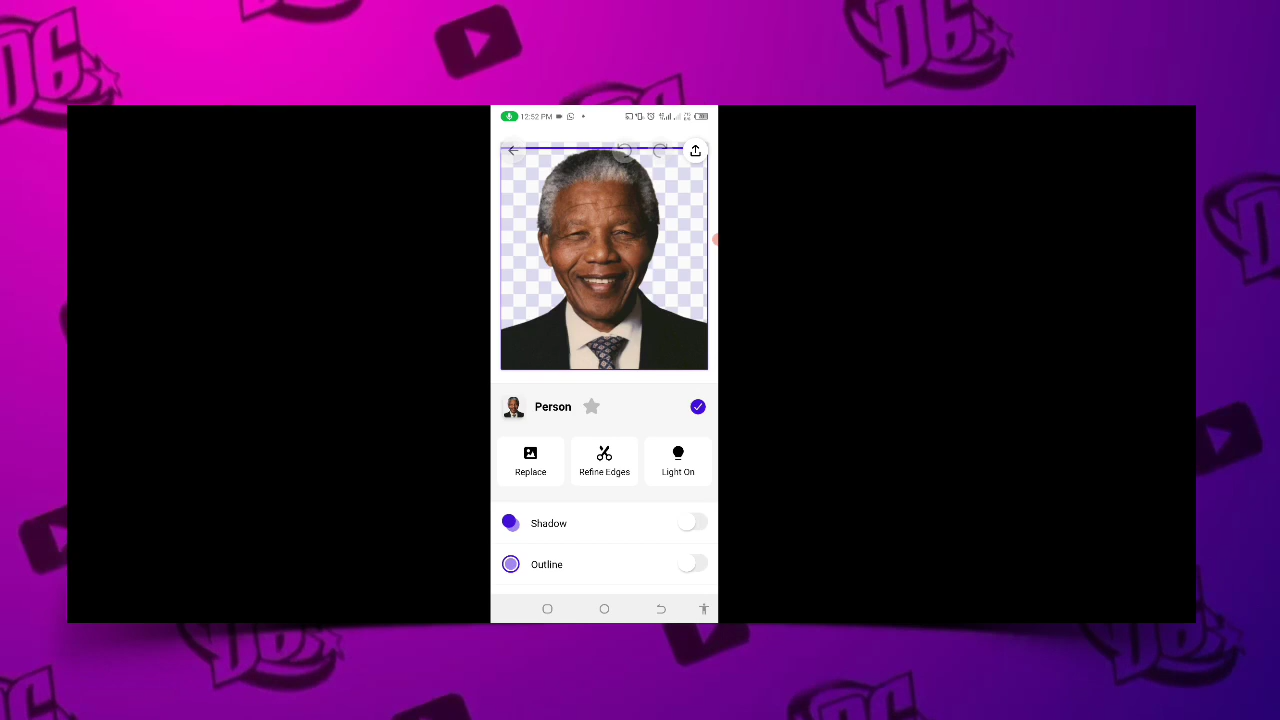 12:52 PM
Person
Replace
Refine Edges
Light On
Shadow
Outline